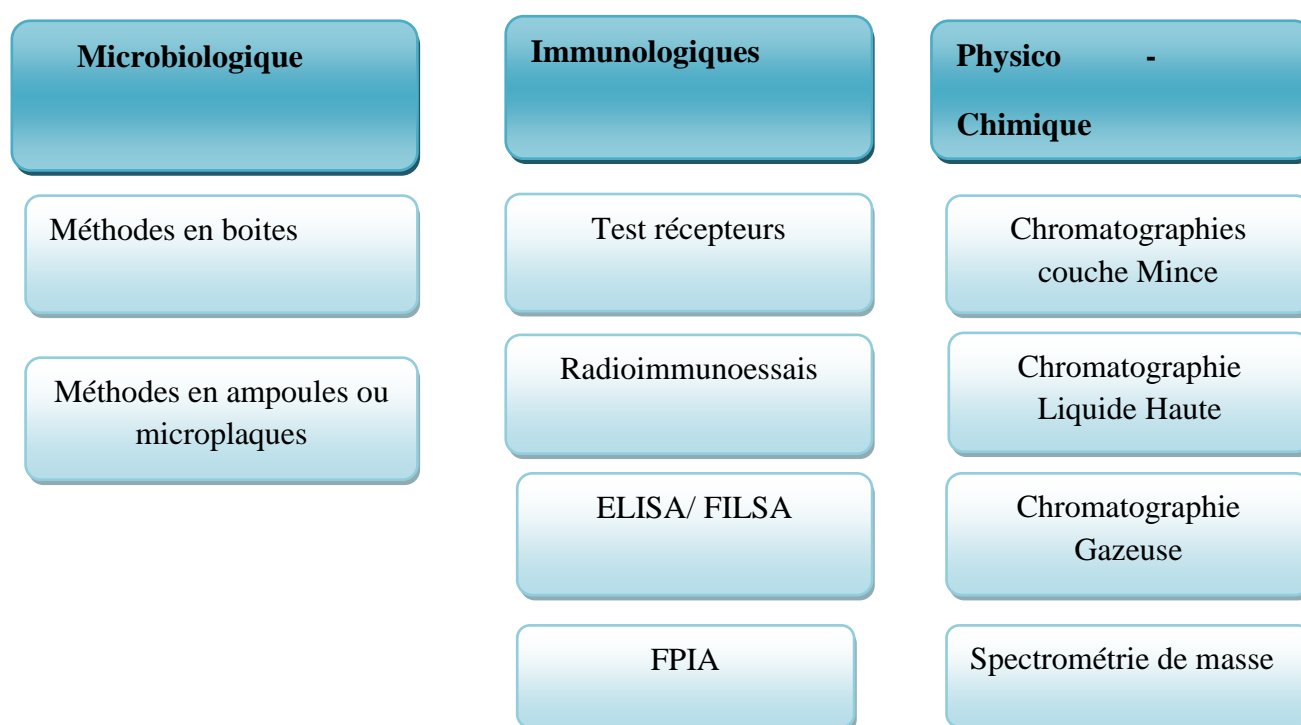 Microbiologique
Méthodes en boites
Méthodes en ampoules ou
microplaques
Immunologiques
Test récepteurs
Radioimmunoessais
ELISA/ FILSA
FPIA
Physico -
Chimique
Chromatographies
couche Mince
Chromatographie
Liquide Haute
Chromatographie
Gazeuse
Spectrométrie de masse